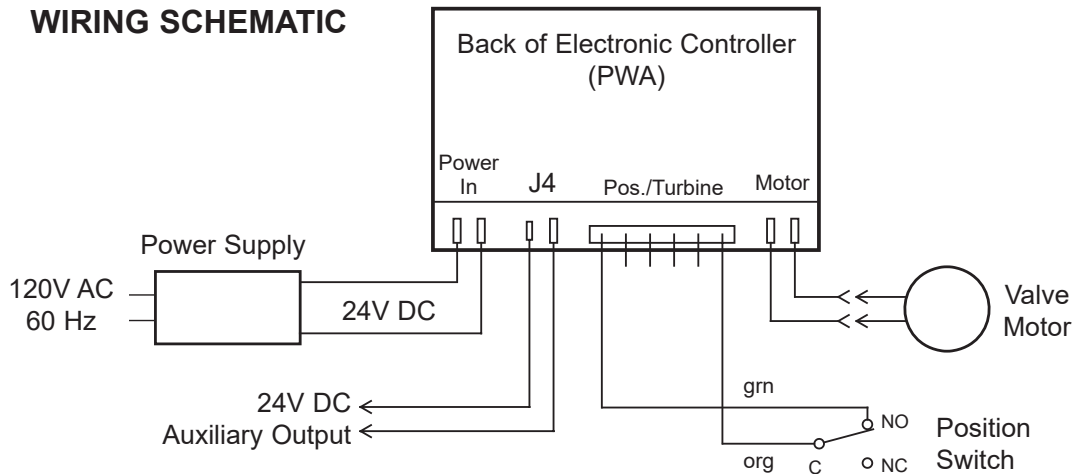 WIRING SCHEMATIC
Back of Electronic Controller
(PWA)
Power
In
J4
Pos./Turbine
Motor
Power Supply
120V AC
60 Hz
24V DC
Valve
Motor
24V DC
Auxiliary Output
grn
org
NO
C
NC
Position
Switch